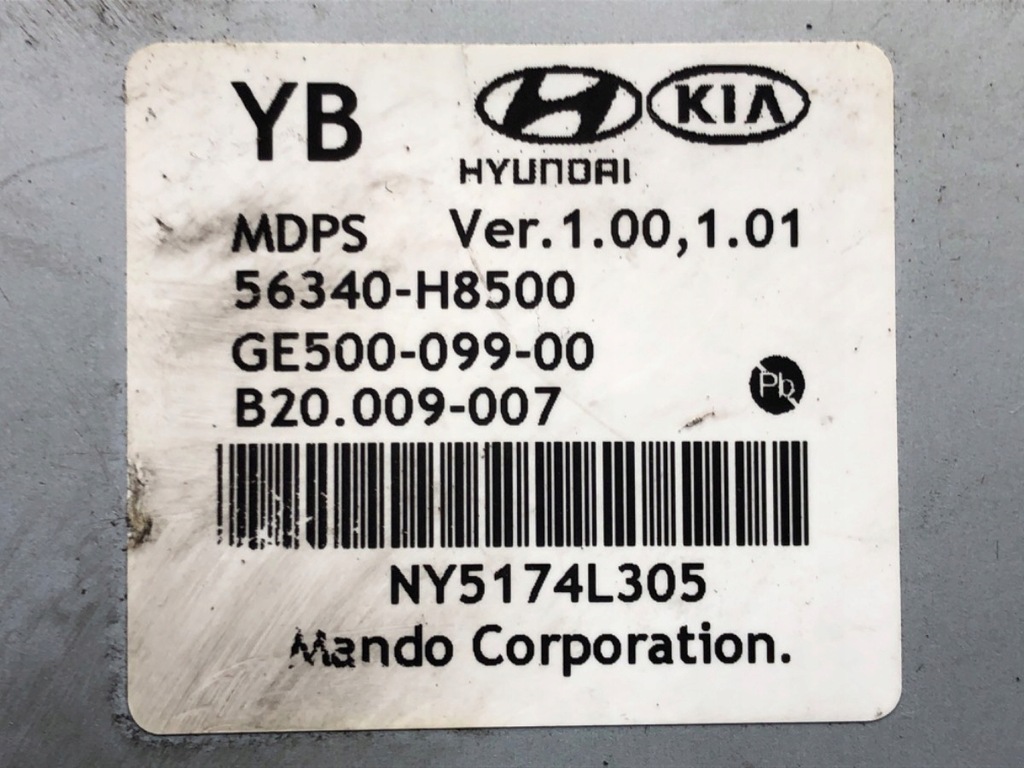 YB
KIA
HYUNDAI
MDPS Ver.1.00,1.01
56340-H8500
GE500-099-00
B20.009-007
Pb
NY5174L305
Mando Corporation.